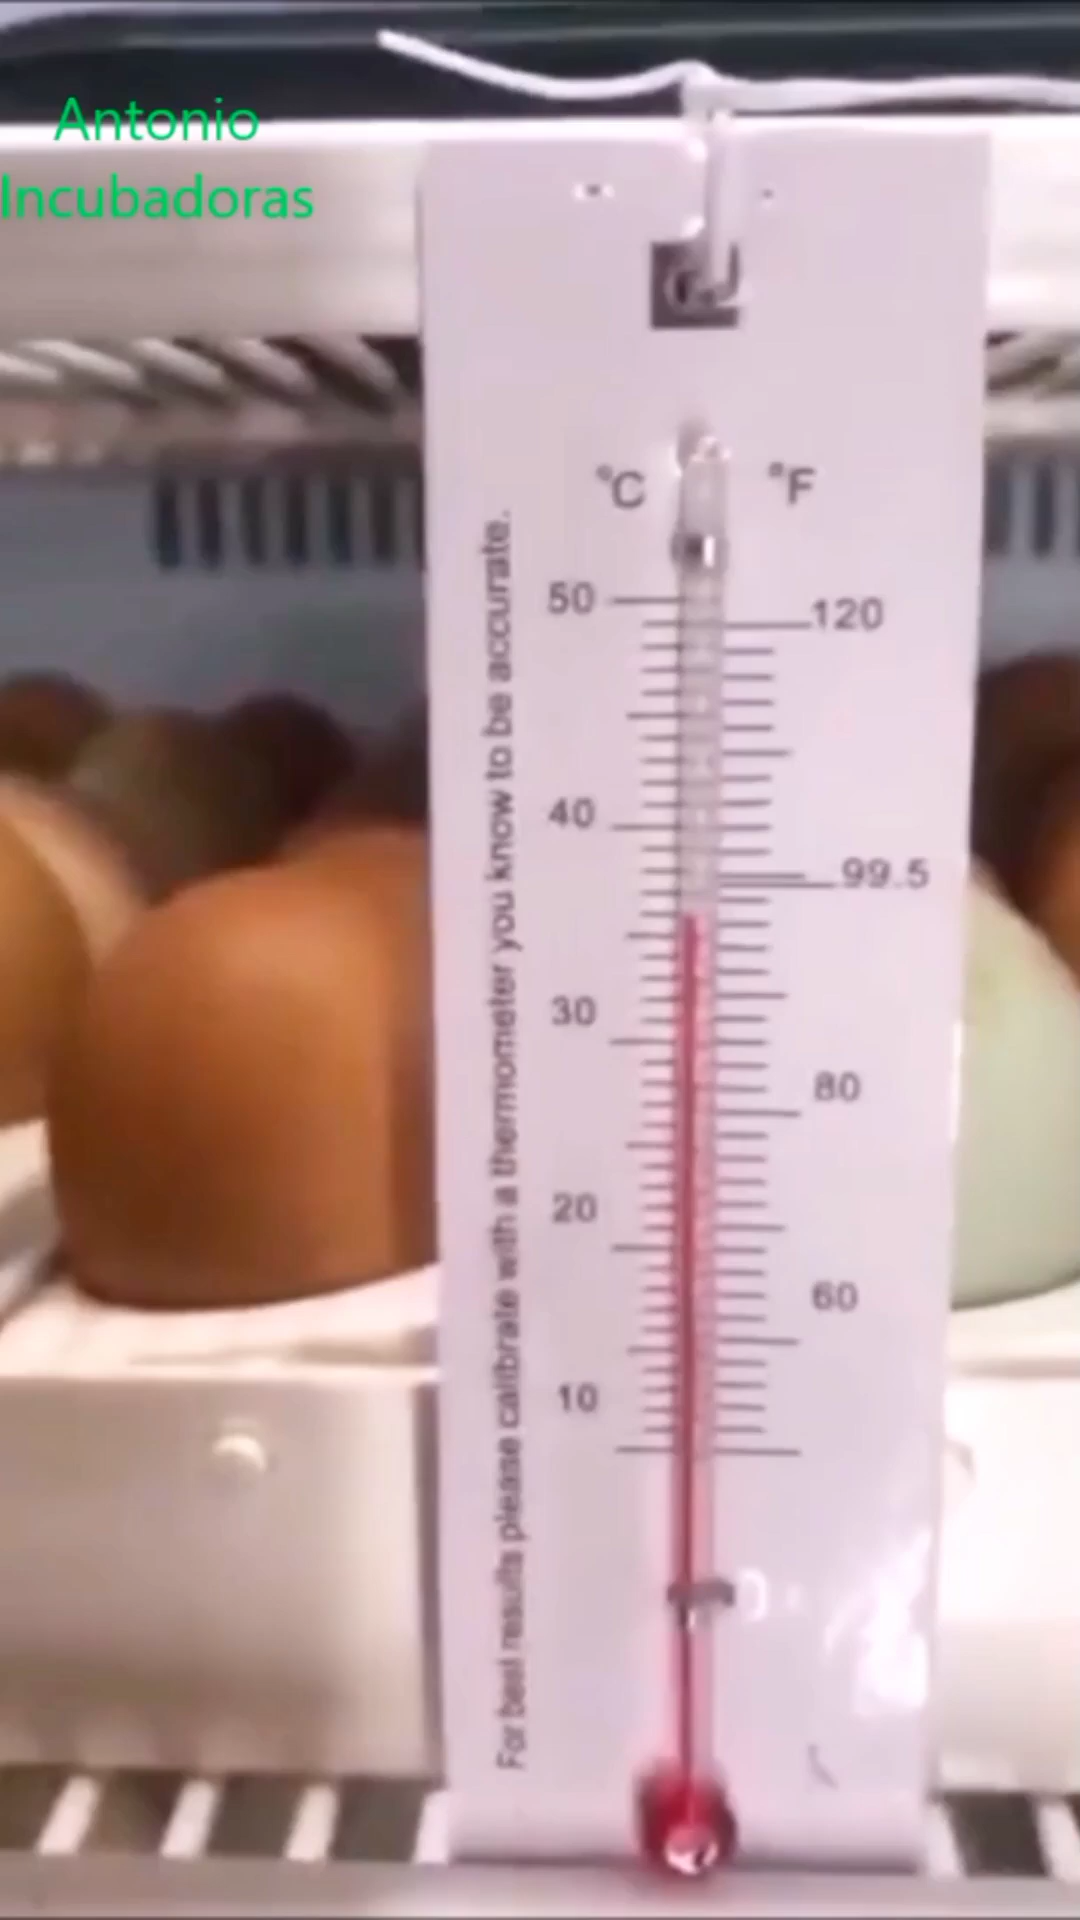 Antonio
Incubadoras
°C °F
50
120
40
99.5
30
80
20
60
10
For best results please calibrate with a thermometer you know to be accurate.